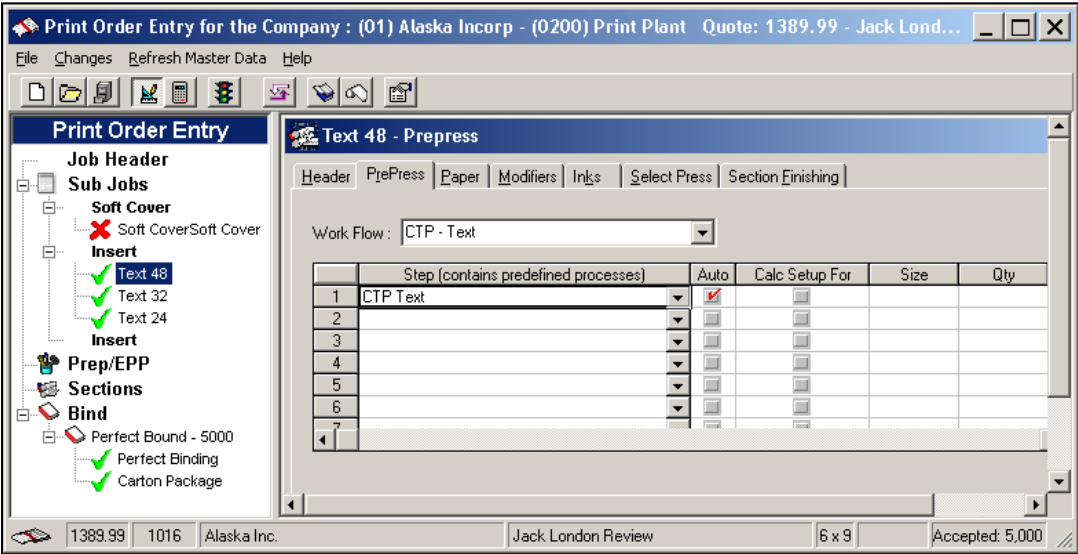 Print Order Entry for the Company : (01) Alaska Incorp - (0200) Print Plant Quote: 1389.99 - Jack Lond...
File Changes Refresh Master Data Help
Print Order Entry
Job Header
Sub Jobs
Soft Cover
Soft CoverSoft Cover
Insert
Text 48
Text 32
Text 24
Insert
Prep/EPP
Sections
Bind
Perfect Bound - 5000
Perfect Binding
Carton Package
Text 48 - Prepress
Header PrePress Paper Modifiers Inks Select Press Section Finishing
Work Flow : CTP - Text
Step (contains predefined processes) Auto Calc Setup For Size Qty
1 CTP Text
2
3
4
5
6
7
1389.99 1016 Alaska Inc. Jack London Review 6 x 9 Accepted: 5,000